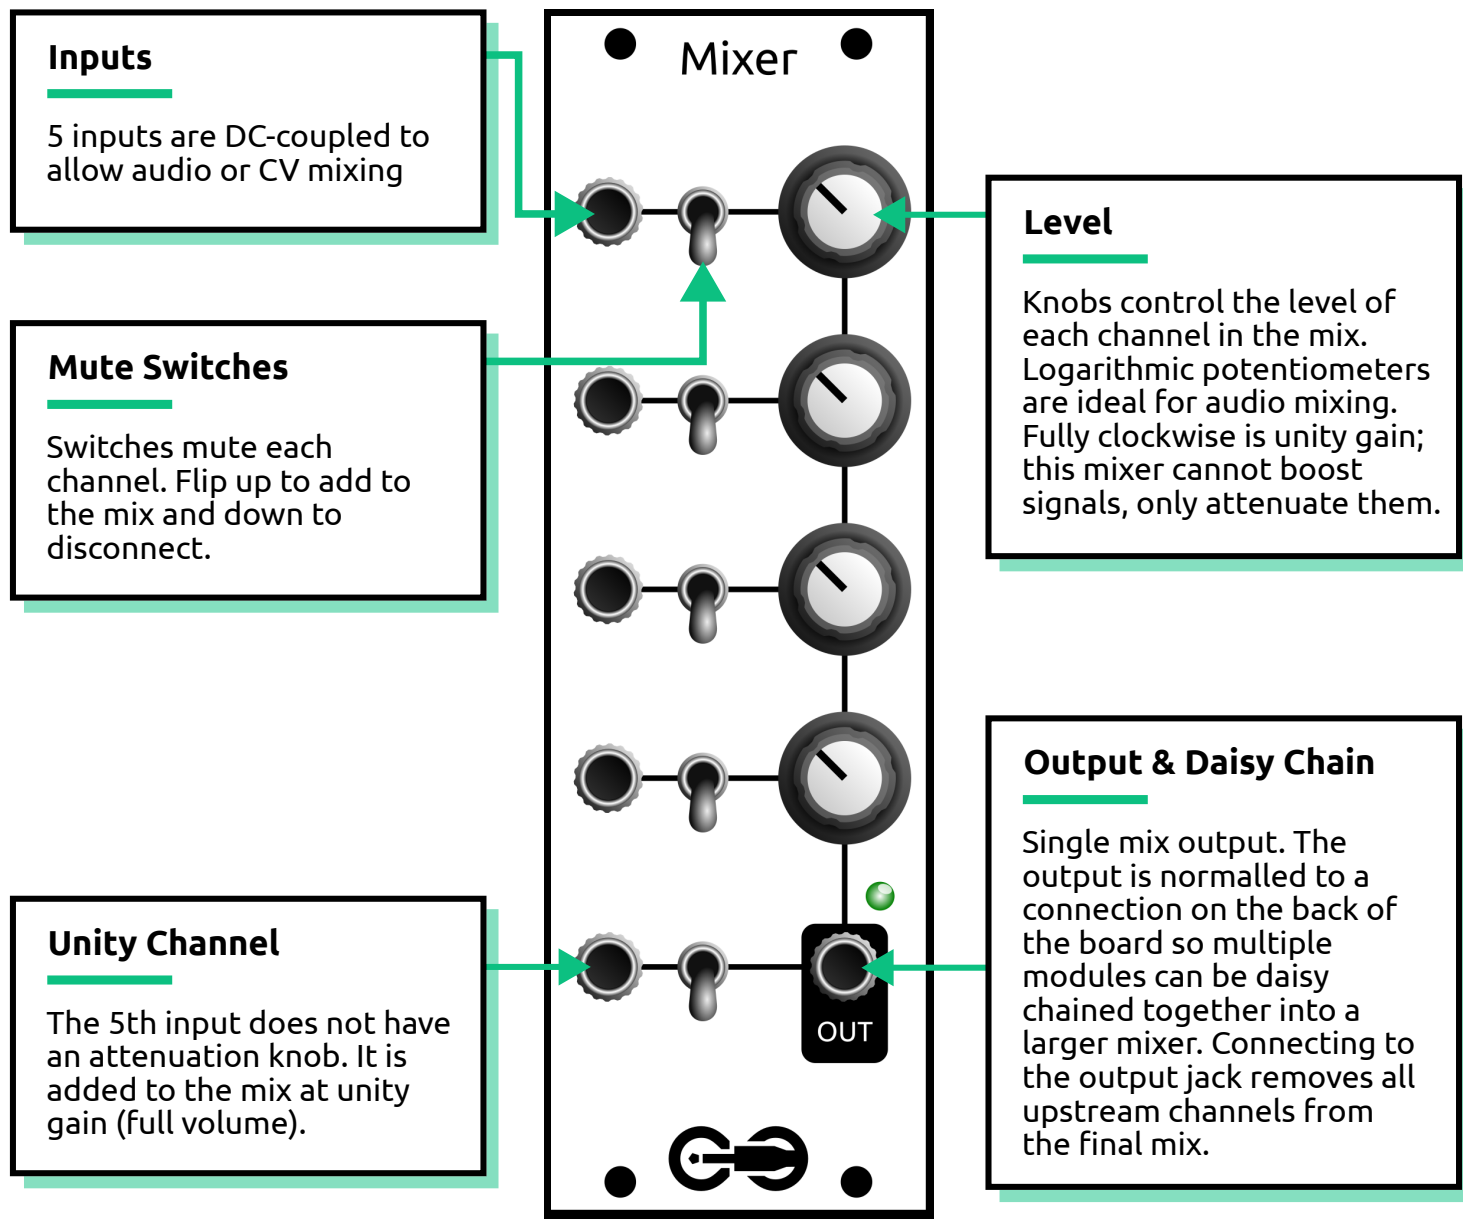 Mixer
Inputs
5 inputs are DC-coupled to
allow audio or CV mixing
Mute Switches
Switches mute each
channel. Flip up to add to
the mix and down to
disconnect.
Unity Channel
The 5th input does not have
an attenuation knob. It is
added to the mix at unity
gain (full volume).
Level
Knobs control the level of
each channel in the mix.
Logarithmic potentiometers
are ideal for audio mixing.
Fully clockwise is unity gain;
this mixer cannot boost
signals, only attenuate them.
Output & Daisy Chain
Single mix output. The
output is normalled to a
connection on the back of
the board so multiple
modules can be daisy
chained together into a
larger mixer. Connecting to
the output jack removes all
upstream channels from
the final mix.
OUT